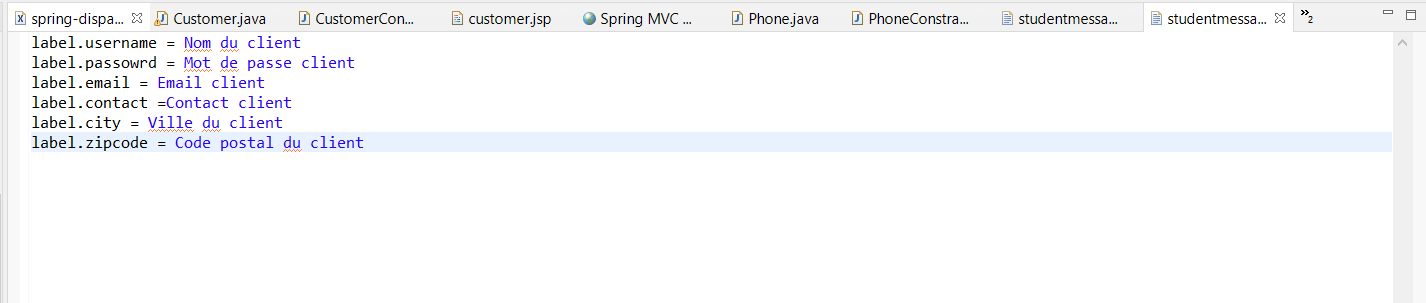 spring-dispa... Customer.java CustomerCon... customer.jsp Spring MVC ... Phone.java PhoneConstra... studentmessa... studentmessa... »2
label.username = Nom du client
label.passowrd = Mot de passe client
label.email = Email client
label.contact =Contact client
label.city = Ville du client
label.zipcode = Code postal du client